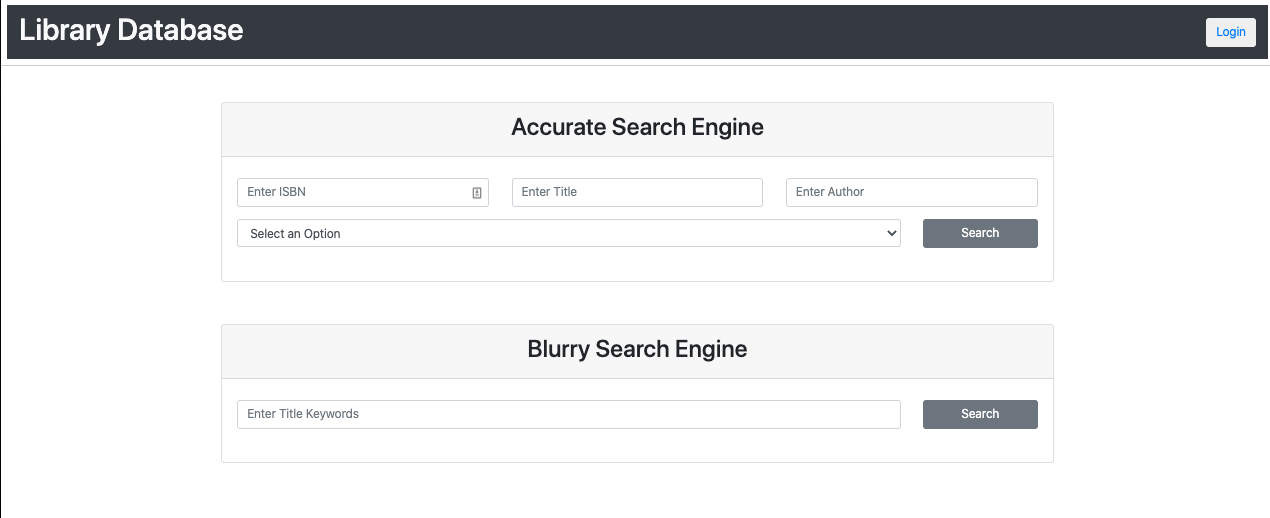 Library Database
Login
Accurate Search Engine
Enter ISBN
Enter Title
Enter Author
Select an Option
Search
Blurry Search Engine
Enter Title Keywords
Search